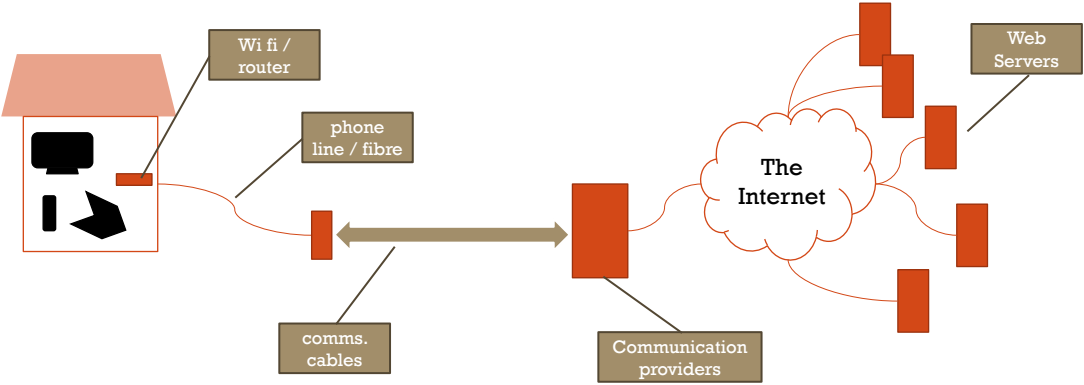 Wi fi /
router
phone
line / fibre
comms.
cables
Communication
providers
The
Internet
Web
Servers